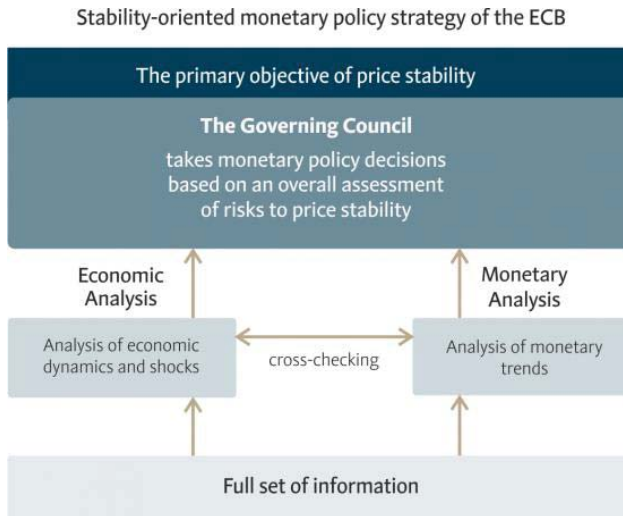 Stability-oriented monetary policy strategy of the ECB
The primary objective of price stability
The Governing Council
takes monetary policy decisions
based on an overall assessment
of risks to price stability
Economic
Analysis
Monetary
Analysis
Analysis of economic
dynamics and shocks
cross-checking
Analysis of monetary
trends
Full set of information